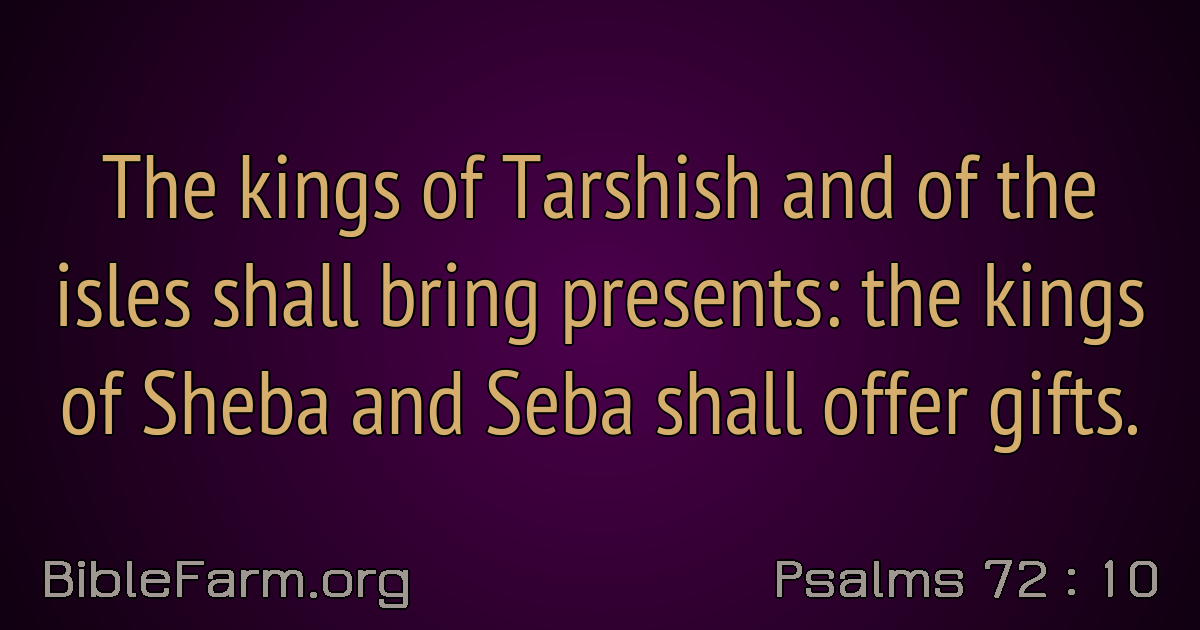 The kings of Tarshish and of the
isles shall bring presents: the kings
of Sheba and Seba shall offer gifts.
BibleFarm.org
Psalms 72 : 10